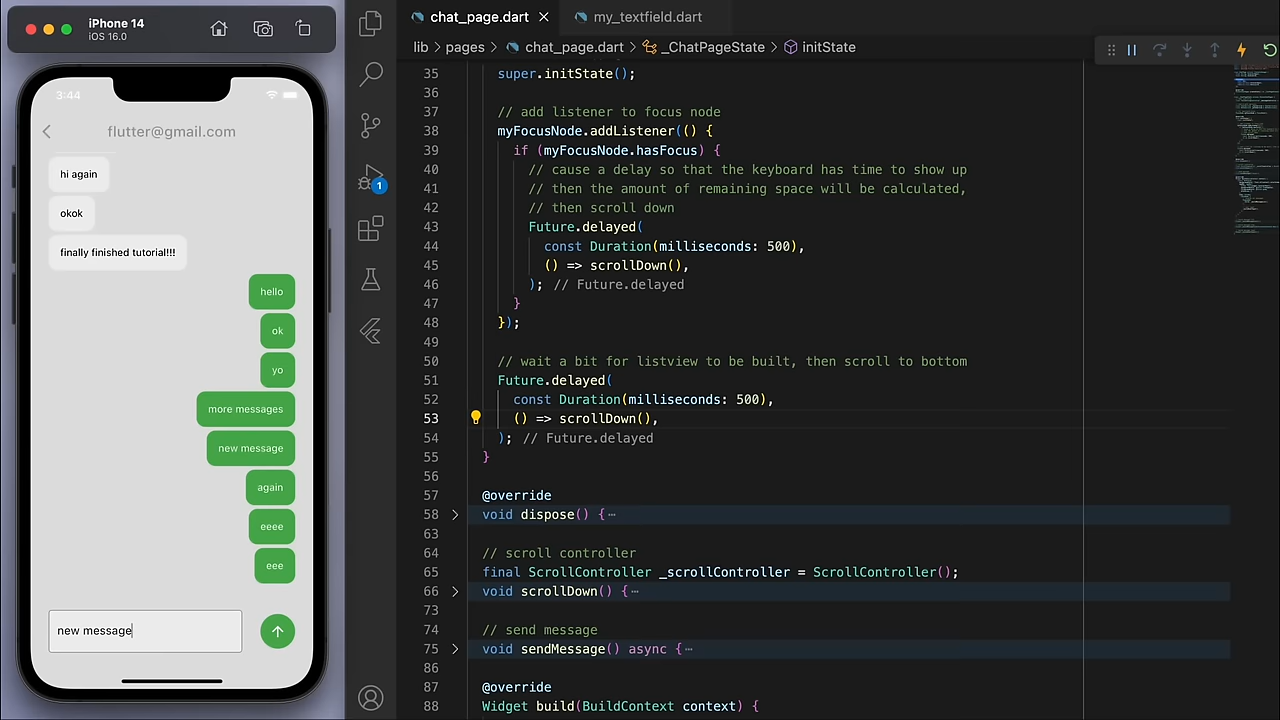 iPhone 14
iOS 16.0
3:44
flutter@gmail.com
hi again
okok
finally finished tutorial!!!
hello
ok
yo
more messages
new message
again
eeee
eee
new message
1
chat_page.dart
my_textfield.dart
lib > pages > chat_page.dart > _ChatPageState > initState
35 super.initState();
36
37 // add listener to focus node
38 myFocusNode.addListener(() {
39 if (myFocusNode.hasFocus) {
40 // cause a delay so that the keyboard has time to show up
41 // then the amount of remaining space will be calculated,
42 // then scroll down
43 Future.delayed(
44 const Duration(milliseconds: 500),
45 () => scrollDown(),
46 ); // Future.delayed
47 }
48 });
49
50 // wait a bit for listview to be built, then scroll to bottom
51 Future.delayed(
52 const Duration(milliseconds: 500),
53 () => scrollDown(),
54 ); // Future.delayed
55 }
56
57 @override
58 void dispose() {⋯
63
64 // scroll controller
65 final ScrollController _scrollController = ScrollController();
66 void scrollDown() {⋯
73
74 // send message
75 void sendMessage() async {⋯
86
87 @override
88 Widget build(BuildContext context) {